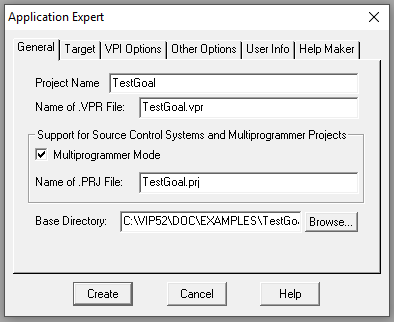 Application Expert
General Target VPI Options Other Options User Info Help Maker
Project Name TestGoal
Name of .VPR File: TestGoal.vpr
Support for Source Control Systems and Multiprogrammer Projects
Multiprogrammer Mode
Name of .PRJ File: TestGoal.prj
Base Directory: C:\VIP52\DOC\EXAMPLES\TestGo Browse...
Create Cancel Help